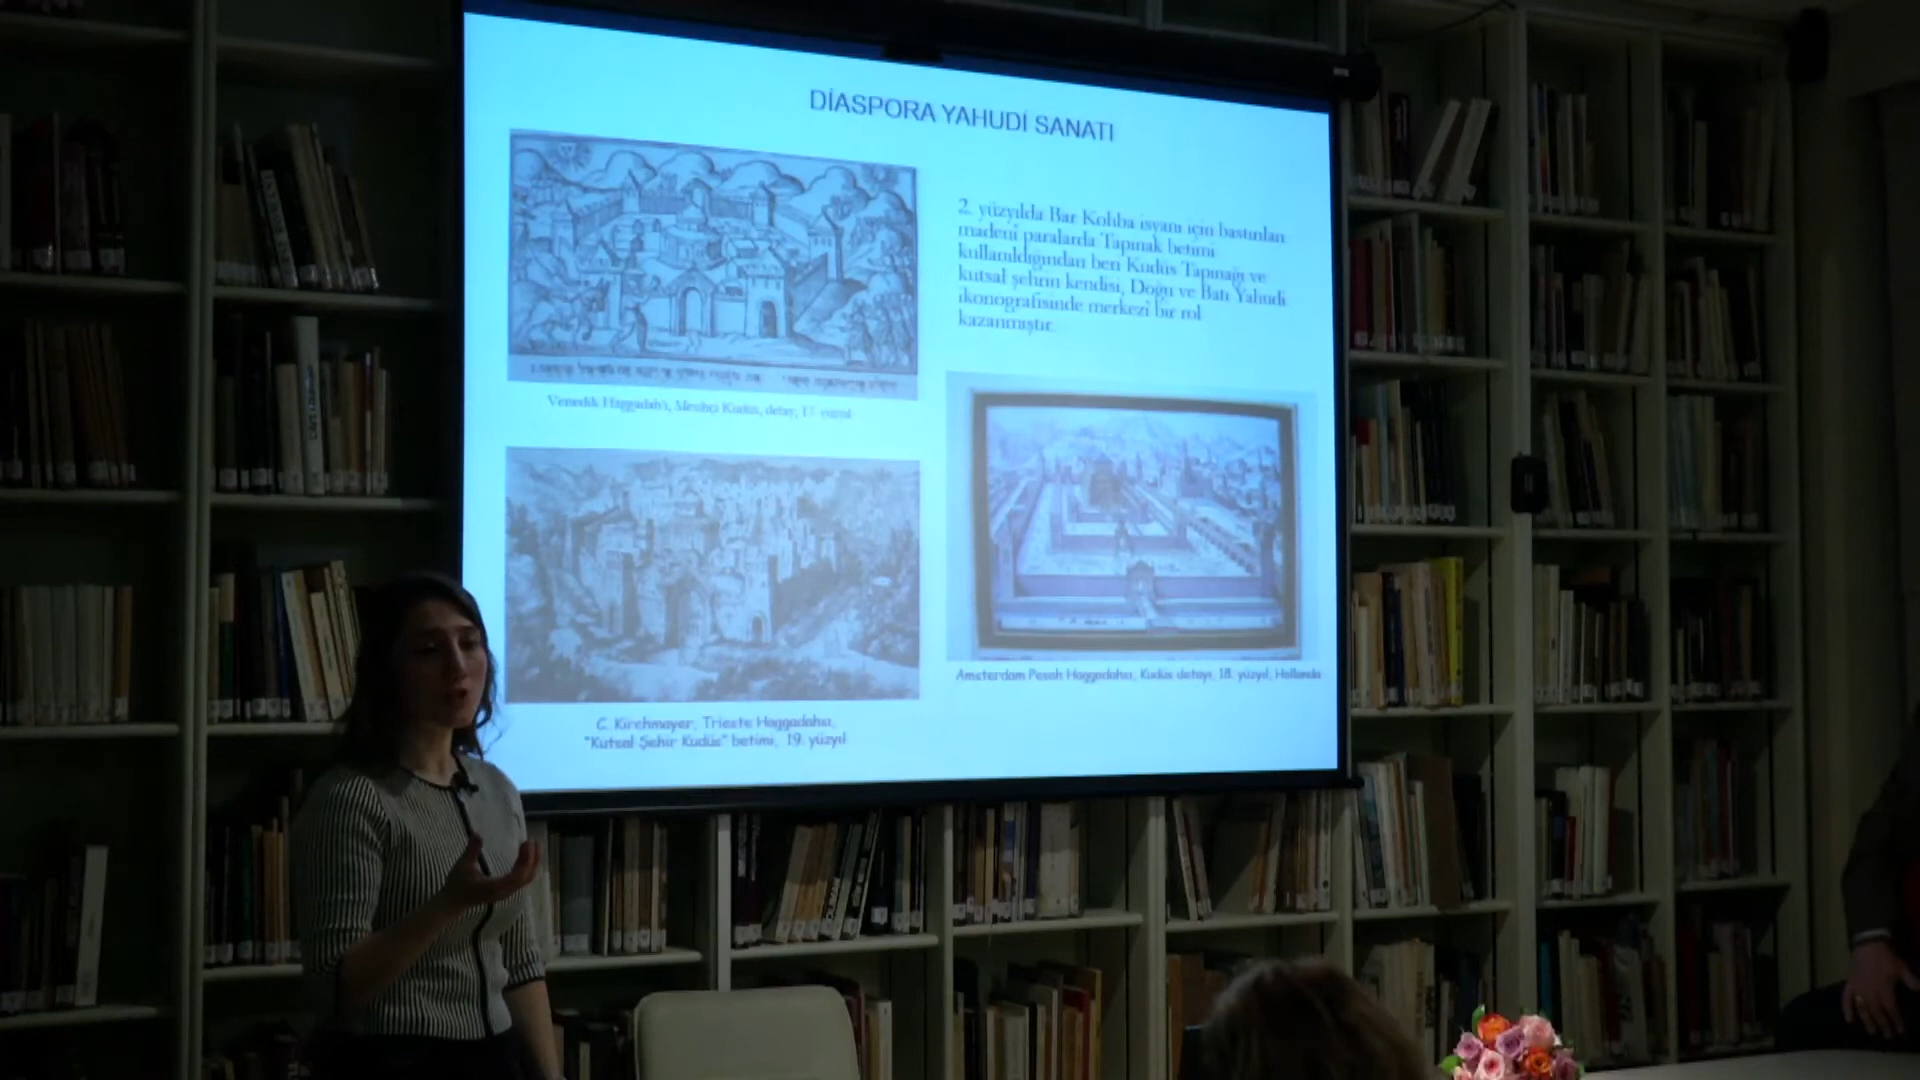 DİASPORA YAHUDİ SANATI
2. yüzyılda Bar Kohba isyanı için bastırılan
madeni paralarda Tapınak betimi
kullanıldığından beri Kudüs Tapınağı ve
kutsal şehrin kendisi, Doğu ve Batı Yahudi
ikonografisinde merkezî bir rol
kazanmıştır.
Venedik Haggadah'ı, Mesihçi Kudüs, detay, 17. yüzyıl
Amsterdam Pesah Haggadahsı, Kudüs detayı, 18. yüzyıl, Hollanda
C. Kirchmayer, Trieste Haggadahsı,
"Kutsal Şehir Kudüs" betimi, 19. yüzyıl